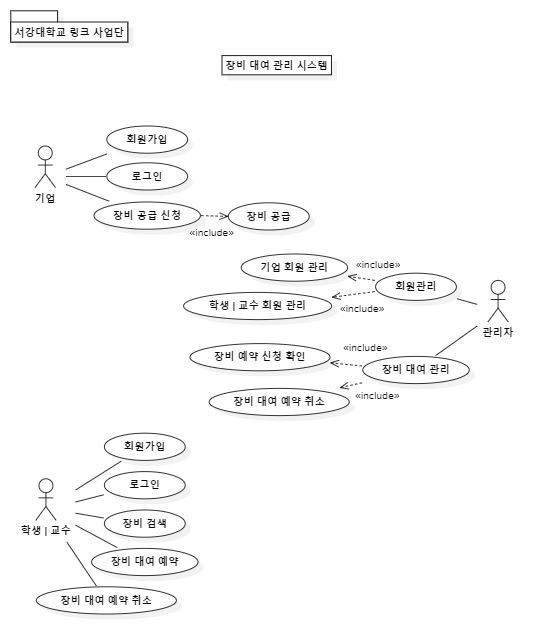 서강대학교 링크 사업단
장비 대여 관리 시스템
회원가입
로그인
기업
장비 공급 신청
장비 공급
«include»
기업 회원 관리
«include»
회원관리
학생 | 교수 회원 관리
«include»
관리자
«include»
장비 예약 신청 확인
장비 대여 관리
«include»
장비 대여 예약 취소
회원가입
로그인
학생 | 교수
장비 검색
장비 대여 예약
장비 대여 예약 취소